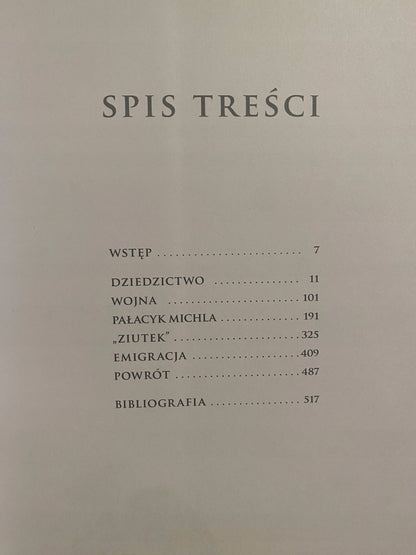 SPIS TREŚCI
WSTĘP ........................ 7
DZIEDZICTWO .............. 11
WOJNA ..................... 101
PAŁACYK MICHLA ............. 191
„ZIUTEK” .................... 325
EMIGRACJA .................. 409
POWRÓT .................... 487
BIBLIOGRAFIA ............... 517